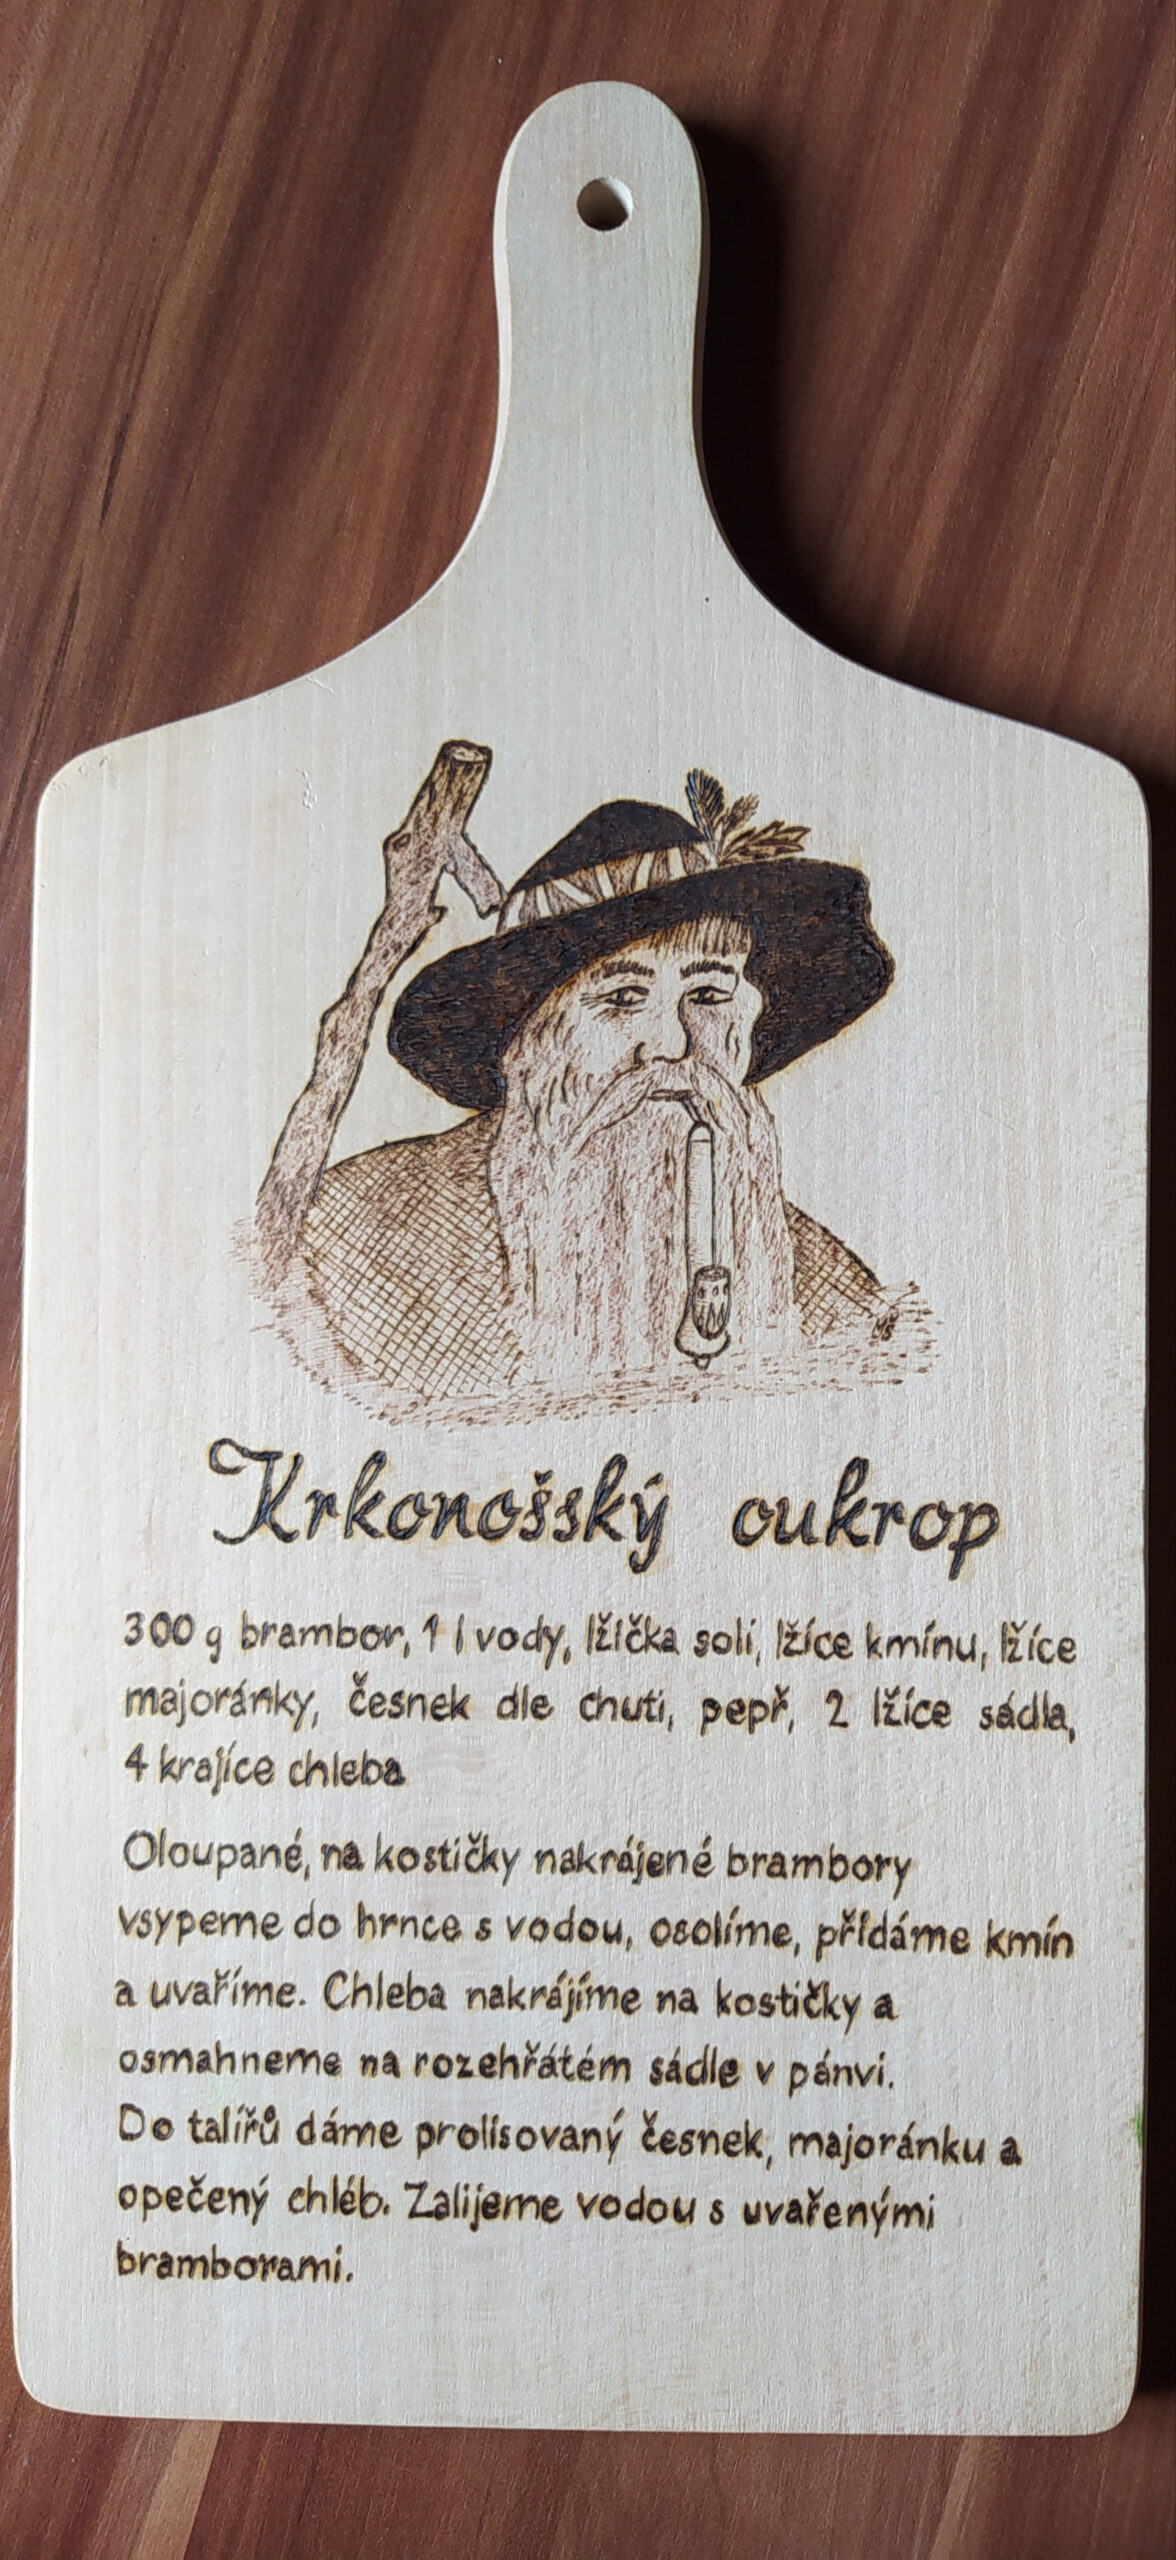 Krkonošský oukrop
300 g brambor, 1 l vody, lžička soli, lžíce kmínu, lžíce
majoránky, česnek dle chuti, pepř, 2 lžíce sádla,
4 krajíce chleba
Oloupané, na kostičky nakrájené brambory
vsypeme do hrnce s vodou, osolíme, přidáme kmín
a uvaříme. Chleba nakrájíme na kostičky a
osmahneme na rozehřátém sádle v pánvi.
Do talířů dáme prolisovaný česnek, majoránku a
opečený chléb. Zalijeme vodou s uvařenými
bramborami.